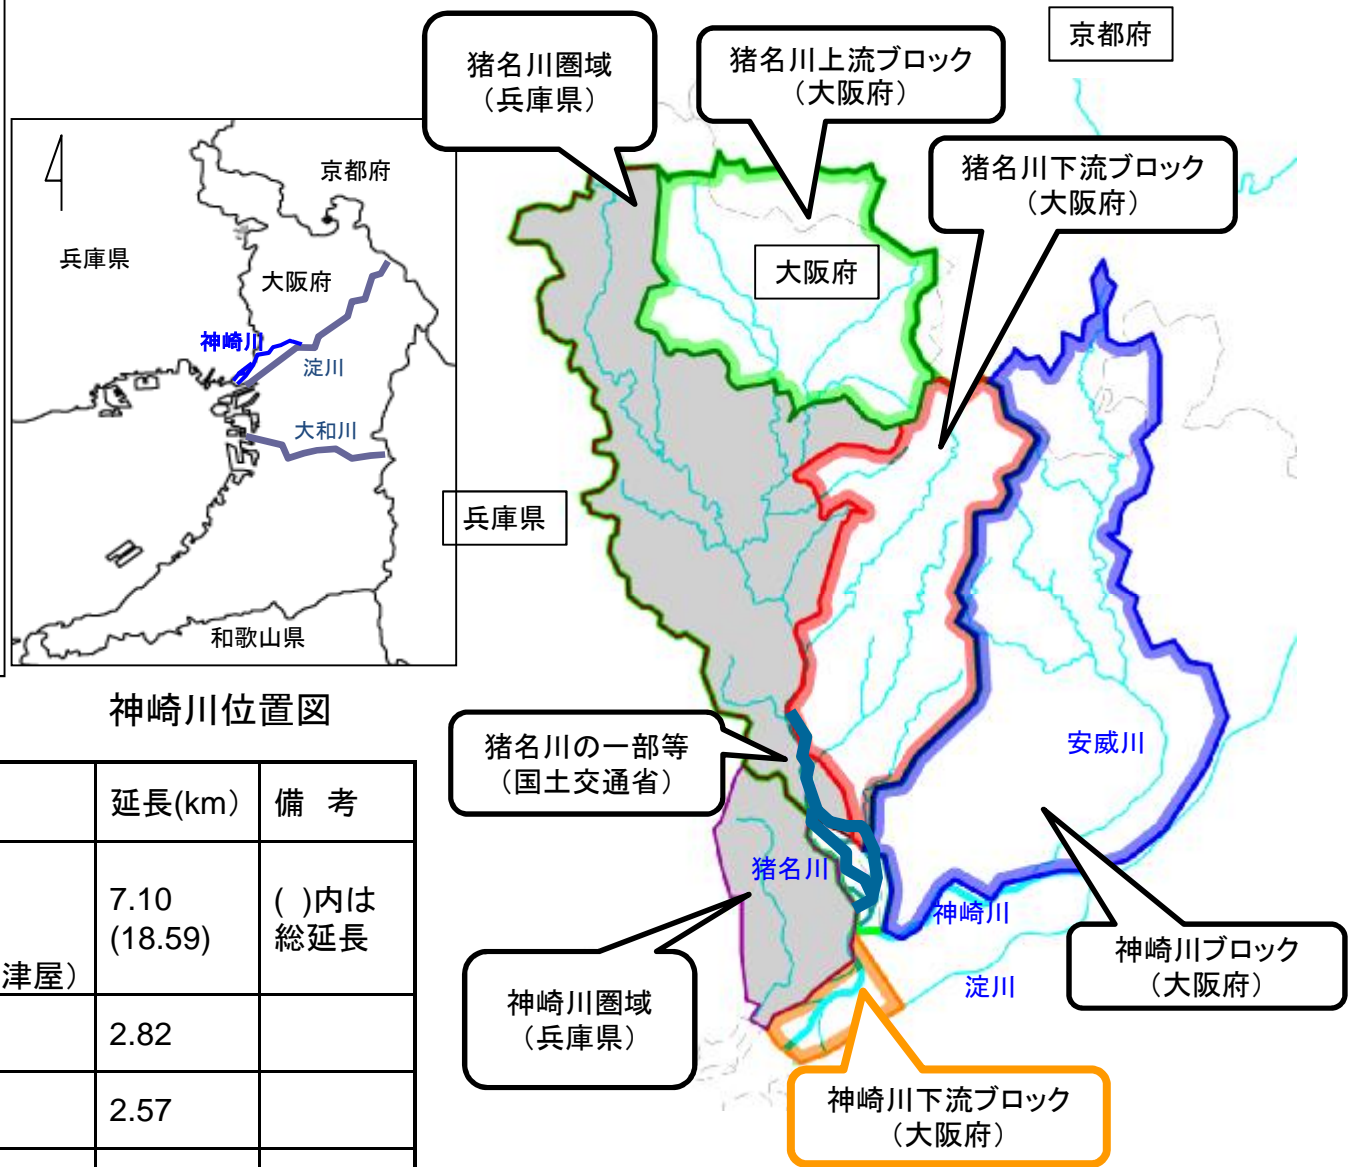 京都府
猪名川圏域
（兵庫県）
猪名川上流ブロック
（大阪府）
猪名川下流ブロック
（大阪府）
京都府
兵庫県
大阪府
神崎川
淀川
大和川
和歌山県
大阪府
兵庫県
神崎川位置図
猪名川の一部等
（国土交通省）
安威川
猪名川
神崎川
淀川
神崎川ブロック
（大阪府）
神崎川圏域
（兵庫県）
神崎川下流ブロック
（大阪府）
延長(km) 備 考
7.10 ( )内は
(18.59) 総延長
津屋）
2.82
2.57